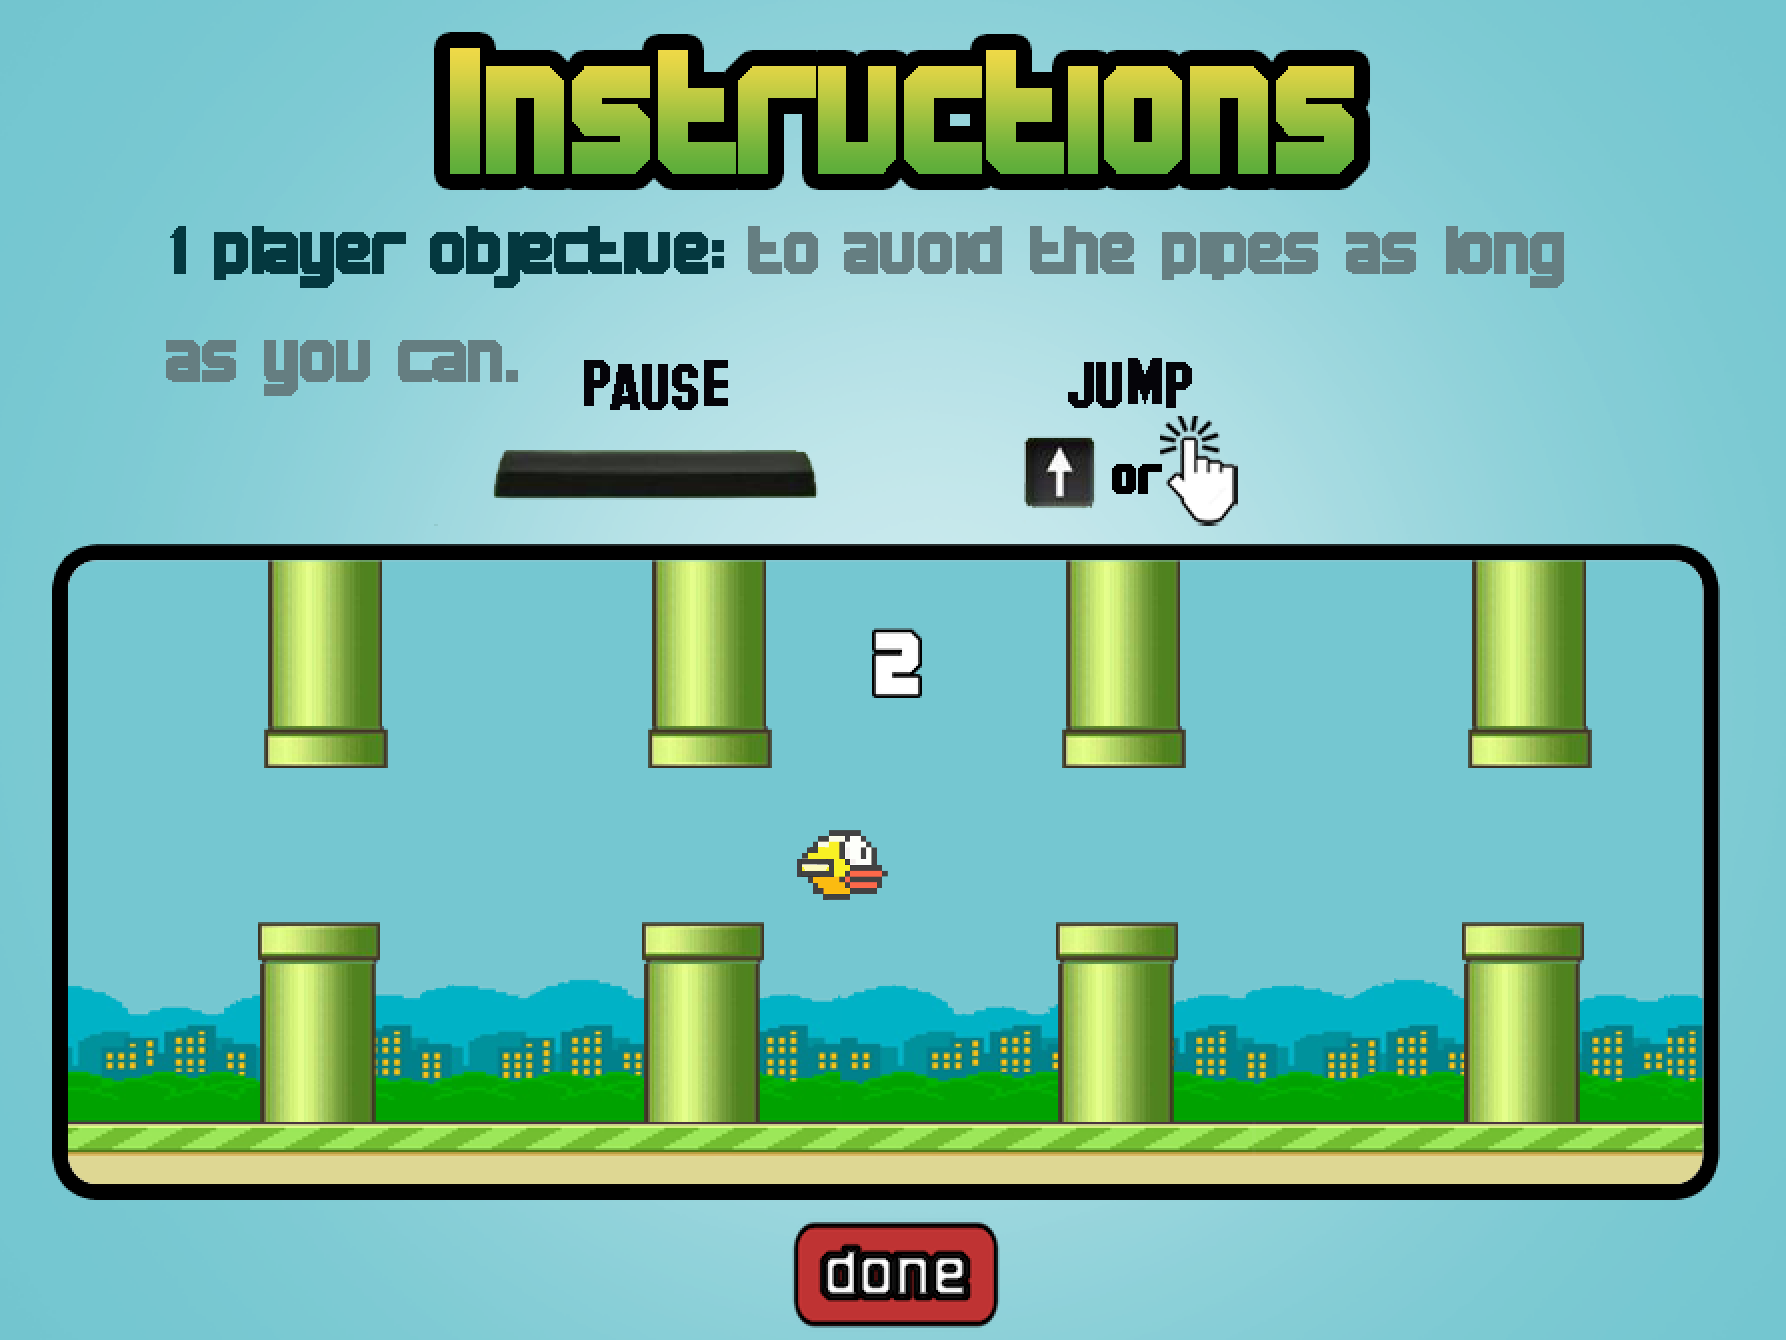 Instructions
1 player objective: to avoid the pipes as long
as you can.
PAUSE
JUMP
or
2
done